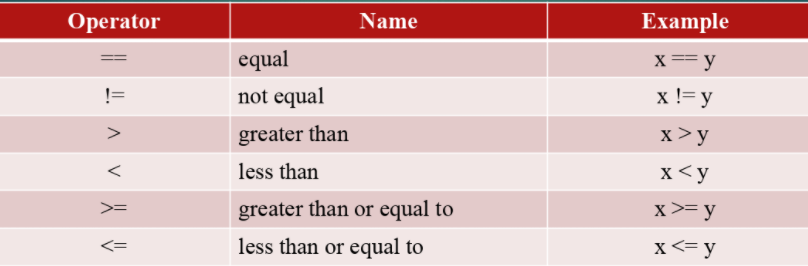 Operator Name Example
== equal x == y
!= not equal x != y
> greater than x > y
< less than x < y
>= greater than or equal to x >= y
<= less than or equal to x <= y